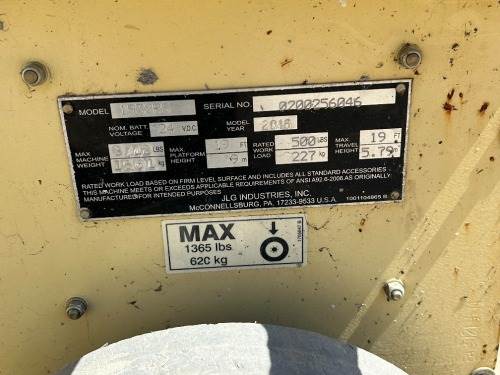 MODEL SERIAL NO. 0200256046
NOM. BATT. VOLTAGE 24 V.D.C. MODEL YEAR
MAX MACHINE WEIGHT LBS KG MAX PLATFORM HEIGHT 19 FT M RATED WORK LOAD 500 LBS 227 KG MAX TRAVEL HEIGHT 19 FT 5.79 M
RATED WORK LOAD BASED ON FIRM LEVEL SURFACE AND INCLUDES ALL STANDARD ACCESSORIES -
THIS MACHINE MEETS OR EXCEEDS APPLICABLE REQUIREMENTS OF ANSI A92.6-2006 AS ORIGINALLY
MANUFACTURED FOR INTENDED PURPOSES
JLG INDUSTRIES, INC.
McCONNELLSBURG, PA. 17233-9533 U.S.A. 1001104865 B
MAX
1365 lbs
620 kg